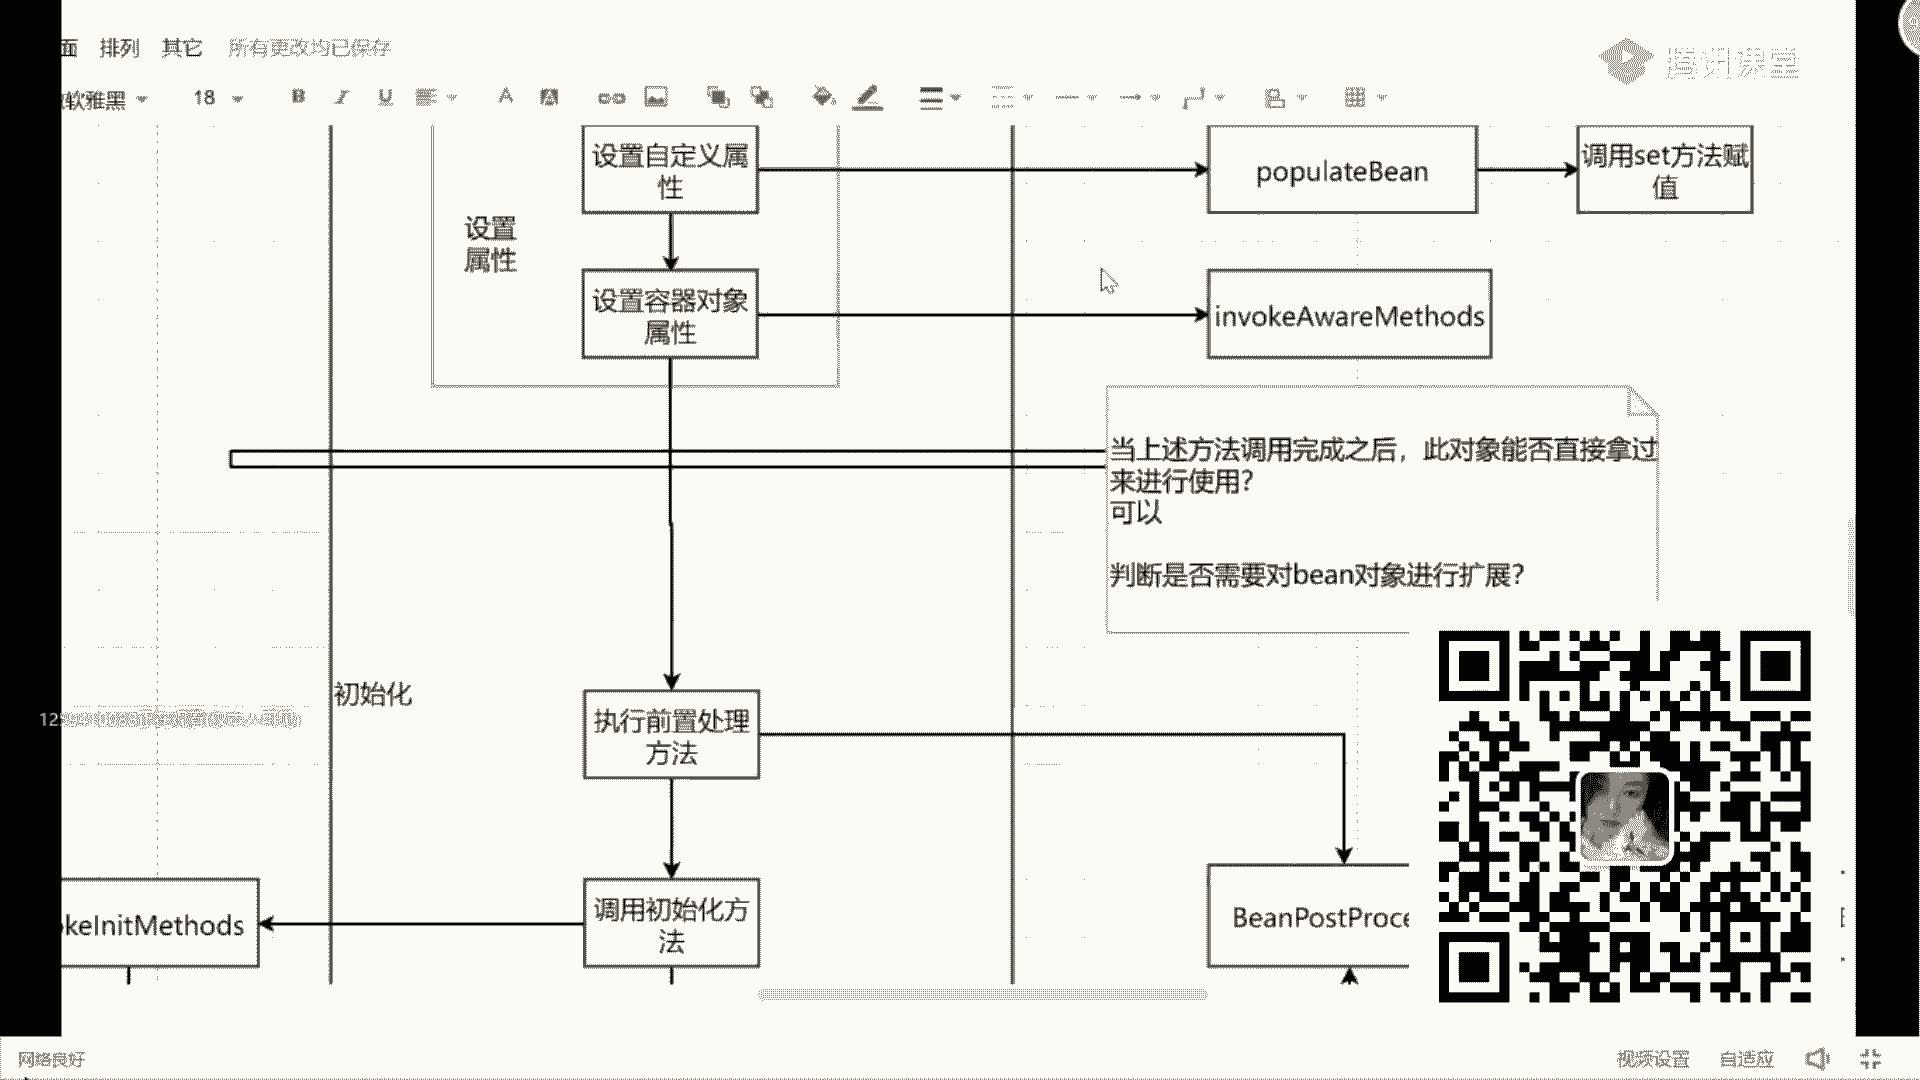 面 排列 其它 所有更改均已保存
腾讯课堂
软雅黑 18 B I U A A
设置自定义属
性
populateBean
调用set方法赋
值
设置
属性
设置容器对象
属性
invokeAwareMethods
当上述方法调用完成之后，此对象能否直接拿过
来进行使用？
可以
判断是否需要对bean对象进行扩展？
初始化
执行前置处理
方法
keInitMethods
调用初始化方
法
BeanPostProce
网络良好
视频设置 自适应